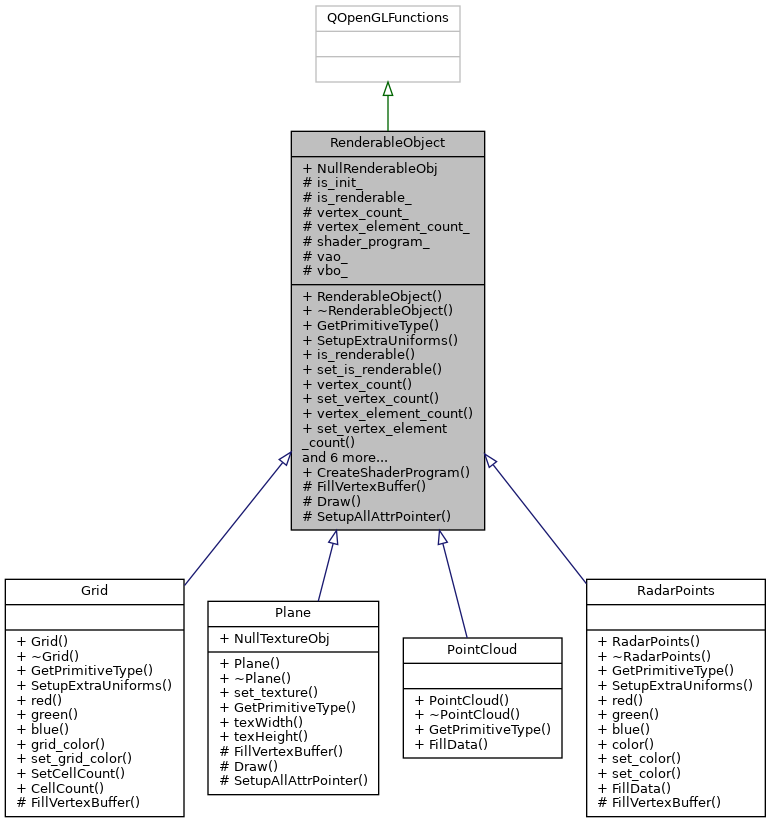 QOpenGLFunctions
RenderableObject
+ NullRenderableObj
# is_init_
# is_renderable_
# vertex_count_
# vertex_element_count_
# shader_program_
# vao_
# vbo_
+ RenderableObject()
+ ~RenderableObject()
+ GetPrimitiveType()
+ SetupExtraUniforms()
+ is_renderable()
+ set_is_renderable()
+ vertex_count()
+ set_vertex_count()
+ vertex_element_count()
+ set_vertex_element
_count()
and 6 more...
+ CreateShaderProgram()
# FillVertexBuffer()
# Draw()
# SetupAllAttrPointer()
Grid
+ Grid()
+ ~Grid()
+ GetPrimitiveType()
+ SetupExtraUniforms()
+ red()
+ green()
+ blue()
+ grid_color()
+ set_grid_color()
+ SetCellCount()
+ CellCount()
# FillVertexBuffer()
Plane
+ NullTextureObj
+ Plane()
+ ~Plane()
+ set_texture()
+ GetPrimitiveType()
+ texWidth()
+ texHeight()
# FillVertexBuffer()
# Draw()
# SetupAllAttrPointer()
PointCloud
+ PointCloud()
+ ~PointCloud()
+ GetPrimitiveType()
+ FillData()
RadarPoints
+ RadarPoints()
+ ~RadarPoints()
+ GetPrimitiveType()
+ SetupExtraUniforms()
+ red()
+ green()
+ blue()
+ color()
+ set_color()
+ set_color()
+ FillData()
# FillVertexBuffer()